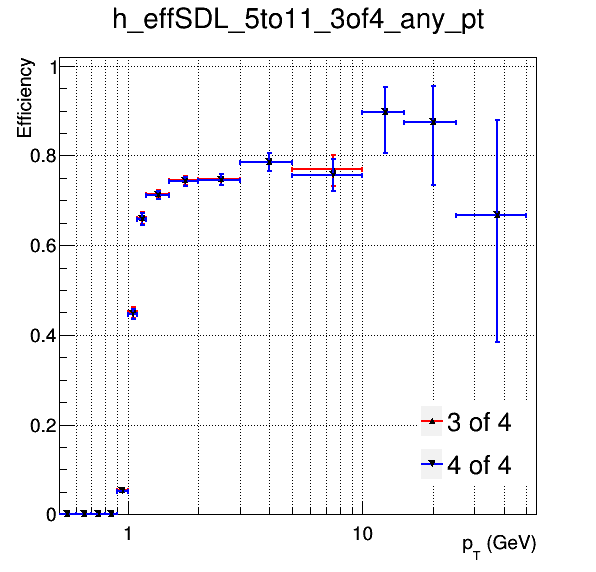 h_effSDL_5to11_3of4_any_pt
Efficiency
1
0.8
0.6
0.4
0.2
0
3 of 4
4 of 4
1
10
p_T (GeV)